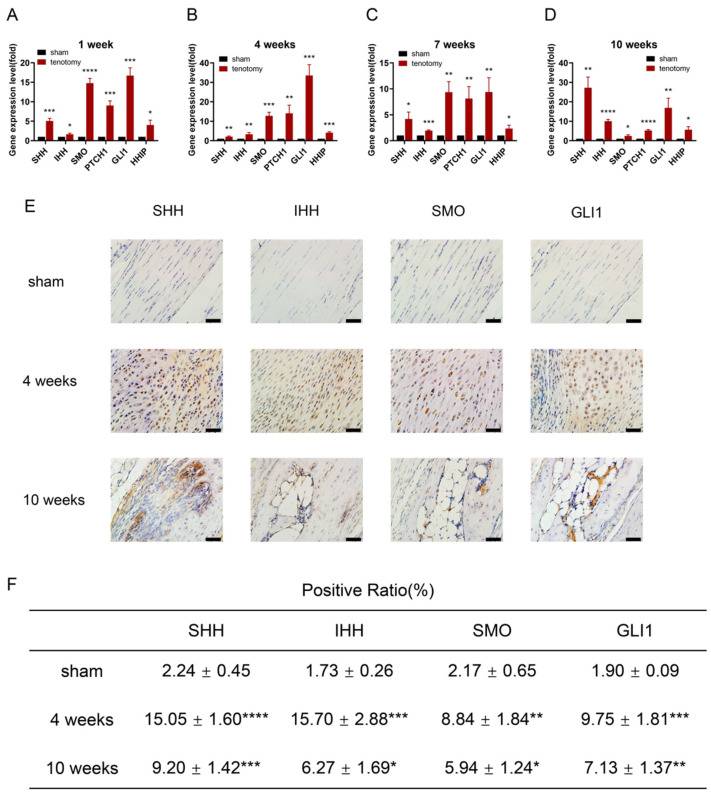 A
B
C
D
1 week
4 weeks
7 weeks
10 weeks
sham
tenotomy
sham
tenotomy
sham
tenotomy
sham
tenotomy
Gene expression level(fold)
20
15
10
5
0
*** * **** *** *** *
SHH IHH SMO PTCH1 GLI1 HHIP
Gene expression level(fold)
40
30
20
10
0
** ** *** ** *** ***
SHH IHH SMO PTCH1 GLI1 HHIP
Gene expression level(fold)
15
10
5
0
* *** ** ** ** *
SHH IHH SMO PTCH1 GLI1 HHIP
Gene expression level(fold)
40
30
20
10
0
** **** * **** ** *
SHH IHH SMO PTCH1 GLI1 HHIP
E
SHH IHH SMO GLI1
sham
4 weeks
10 weeks
F
Positive Ratio(%)
SHH IHH SMO GLI1
sham 2.24 ± 0.45 1.73 ± 0.26 2.17 ± 0.65 1.90 ± 0.09
4 weeks 15.05 ± 1.60**** 15.70 ± 2.88*** 8.84 ± 1.84** 9.75 ± 1.81***
10 weeks 9.20 ± 1.42*** 6.27 ± 1.69* 5.94 ± 1.24* 7.13 ± 1.37**